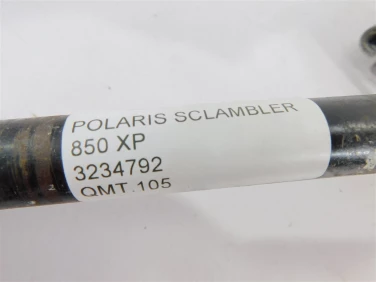 POLARIS SCLAMBLER
850 XP
3234792
QMT.105